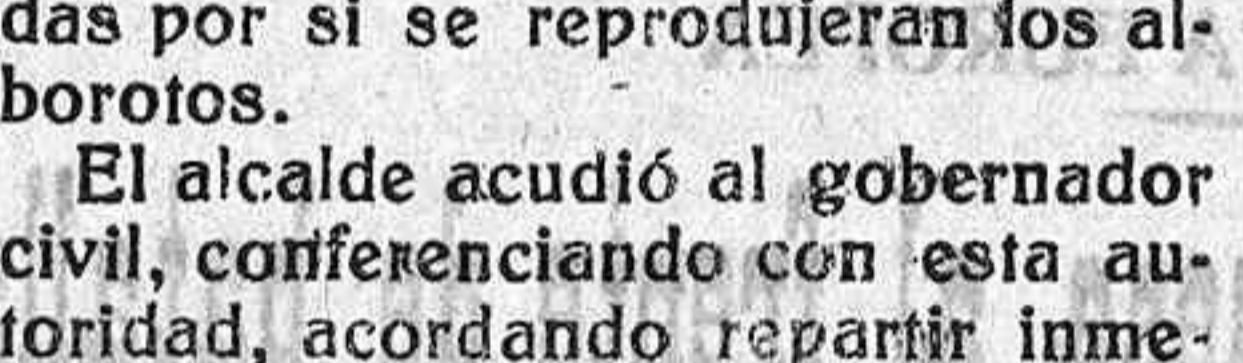 das por si se reprodujeran los al-
borotos.
El alcalde acudió al gobernador
civil, conferenciando con esta au-
toridad, acordando repartir inme-